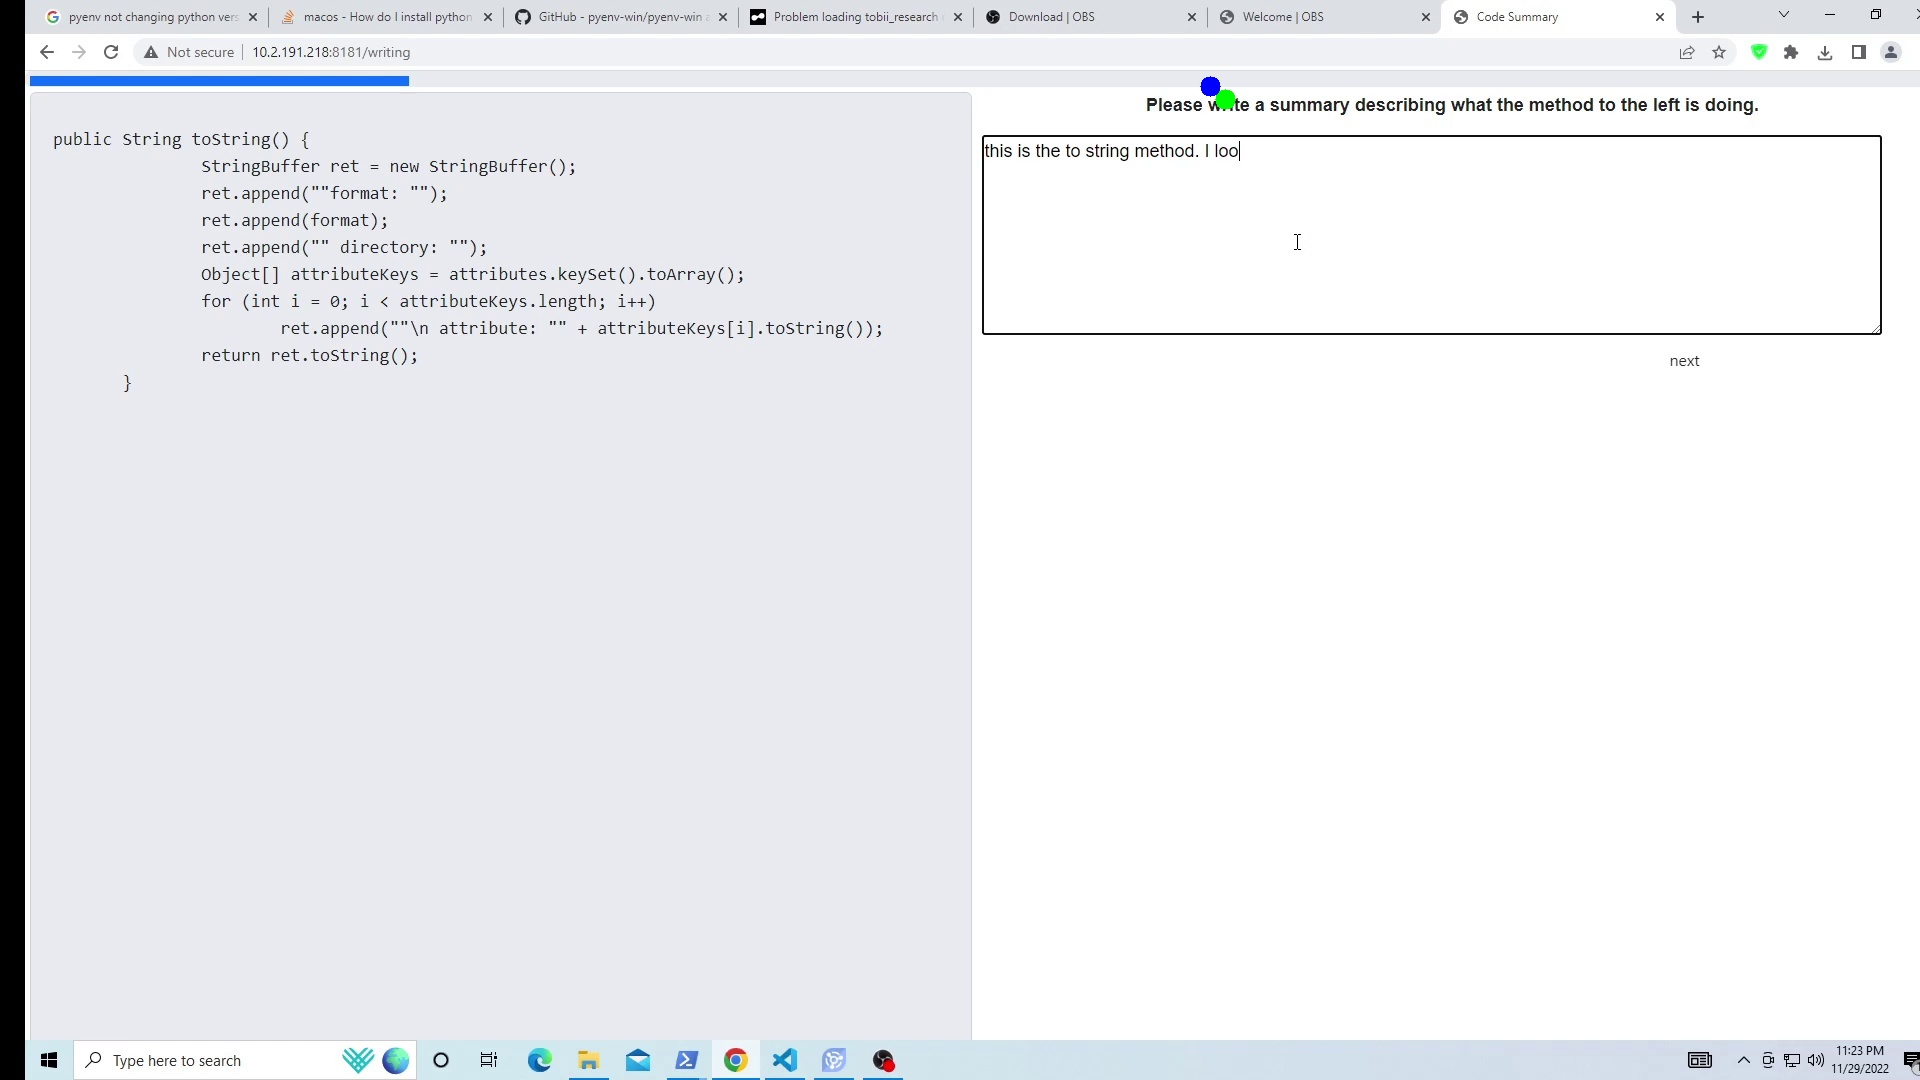 pyenv not changing python vers
macos - How do I install python
GitHub - pyenv-win/pyenv-win
Problem loading tobii_research
Download | OBS
Welcome | OBS
Code Summary
Not secure
10.2.191.218:8181/writing
Please write a summary describing what the method to the left is doing.
public String toString() {
StringBuffer ret = new StringBuffer();
ret.append(""format: "");
ret.append(format);
ret.append("" directory: "");
Object[] attributeKeys = attributes.keySet().toArray();
for (int i = 0; i < attributeKeys.length; i++)
ret.append(""\n attribute: "" + attributeKeys[i].toString());
return ret.toString();
}
this is the to string method. I loo
next
Type here to search
11:23 PM
11/29/2022